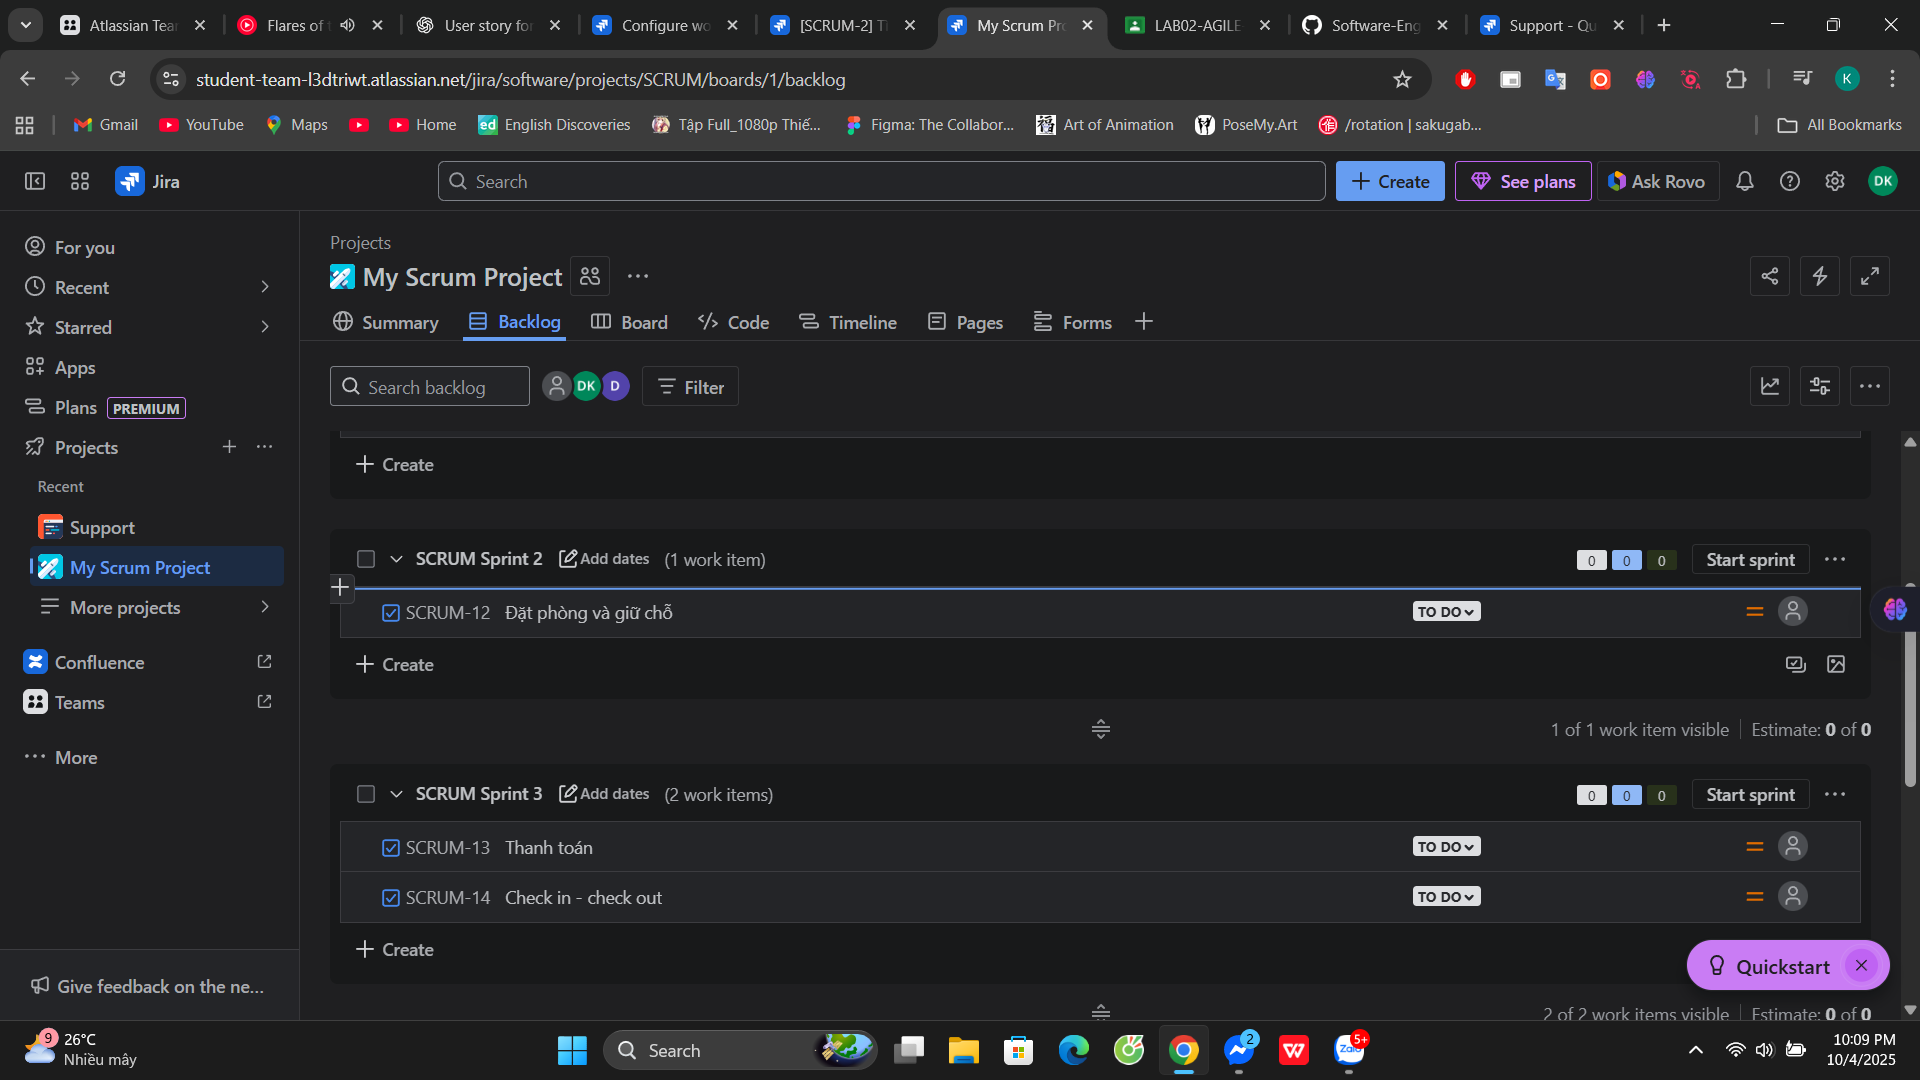 Atlassian Tea
Flares of t
User story for
Configure wo
[SCRUM-2] Tl
My Scrum Pro
LAB02-AGILE
Software-Eng
Support - Qu
student-team-l3dtriwt.atlassian.net/jira/software/projects/SCRUM/boards/1/backlog
K
Gmail
YouTube
Maps
Home
English Discoveries
Tập Full_1080p Thiế...
Figma: The Collabor...
Art of Animation
PoseMy.Art
/rotation | sakugab...
All Bookmarks
Jira
Search
Create
See plans
Ask Rovo
DK
For you
Recent
Starred
Apps
Plans PREMIUM
Projects
Recent
Support
My Scrum Project
More projects
Confluence
Teams
More
Give feedback on the ne...
Projects
My Scrum Project
Summary
Backlog
Board
Code
Timeline
Pages
Forms
Search backlog
DK
D
Filter
Create
SCRUM Sprint 2 Add dates (1 work item)
0 0 0 Start sprint
SCRUM-12 Đặt phòng và giữ chỗ TO DO
Create
1 of 1 work item visible Estimate: 0 of 0
SCRUM Sprint 3 Add dates (2 work items)
0 0 0 Start sprint
SCRUM-13 Thanh toán TO DO
SCRUM-14 Check in - check out TO DO
Create
Quickstart
2 of 2 work items visible Estimate: 0 of 0
9
26°C
Nhiều mây
Search
2
Zalo
5+
10:09 PM
10/4/2025